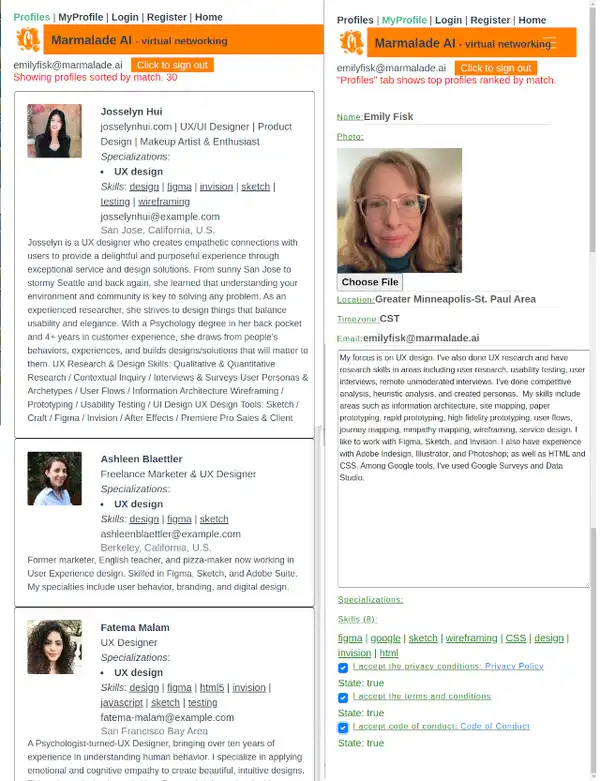 Profiles | MyProfile | Login | Register | Home
Marmalade AI - virtual networking
emilyfisk@marmalade.ai Click to sign out
Showing profiles sorted by match. 30
Josselyn Hui
josselynhui.com | UX/UI Designer | Product
Design | Makeup Artist & Enthusiast
Specializations:
• UX design
Skills: design | figma | invision | sketch |
testing | wireframing
josselynhui@example.com
San Jose, California, U.S.
Josselyn is a UX designer who creates empathetic connections with
users to provide a delightful and purposeful experience through
exceptional service and design solutions. From sunny San Jose to
stormy Seattle and back again, she learned that understanding your
environment and community is key to solving any problem. As an
experienced researcher, she strives to design things that balance
usability and elegance. With a Psychology degree in her back pocket
and 4+ years in customer experience, she draws from people's
behaviors, experiences, and builds designs/solutions that will matter to
them. UX Research & Design Skills: Qualitative & Quantitative
Research / Contextual Inquiry / Interviews & Surveys User Personas &
Archetypes / User Flows / Information Architecture Wireframing /
Prototyping / Usability Testing / UI Design UX Design Tools: Sketch /
Craft / Figma / Invision / After Effects / Premiere Pro Sales & Client
Ashleen Blaettler
Freelance Marketer & UX Designer
Specializations:
• UX design
Skills: design | figma | sketch
ashleenblaettler@example.com
Berkeley, California, U.S.
Former marketer, English teacher, and pizza-maker now working in
User Experience design. Skilled in Figma, Sketch, and Adobe Suite.
My specialties include user behavior, branding, and digital design.
Fatema Malam
UX Designer
Specializations:
• UX design
Skills: design | figma | html5 | invision |
javascript | sketch | testing
fatema-malam@example.com
San Francisco Bay Area
A Psychologist-turned-UX Designer, bringing over ten years of
experience in understanding human behavior. I specialize in applying
emotional and cognitive empathy to create beautiful, intuitive designs.
Profiles | MyProfile | Login | Register | Home
Marmalade AI - virtual networking
emilyfisk@marmalade.ai Click to sign out
"Profiles" tab shows top profiles ranked by match.
Name:Emily Fisk
Photo:
Choose File
Location:Greater Minneapolis-St. Paul Area
Timezone:CST
Email:emilyfisk@marmalade.ai
My forcus is on UX design. I've also done UX research and have
research skills in areas including user research, usability testing, user
interviews, remote unmoderated interviews. I've done competitive
analysis, heuristic analysis, and created personas. My skills include
areas such as information architecture, site mapping, paper
prototyping, rapid prototyping, high fidelity prototyping, user flows,
journey mapping, mmpathy mapping, wireframing, service design. I
like to work with Figma, Sketch, and Invision. I also have experience
with Adobe Indesign, Illustrator, and Photoshop; as well as HTML and
CSS. Among Google tools, I've used Google Surveys and Data
Studio.
Specializations:
Skills (8):
figma | google | sketch | wireframing | CSS | design |
invision | html
I accept the privacy conditions: Privacy Policy
State: true
I accept the terms and conditions
State: true
I accept code of conduct: Code of Conduct
State: true